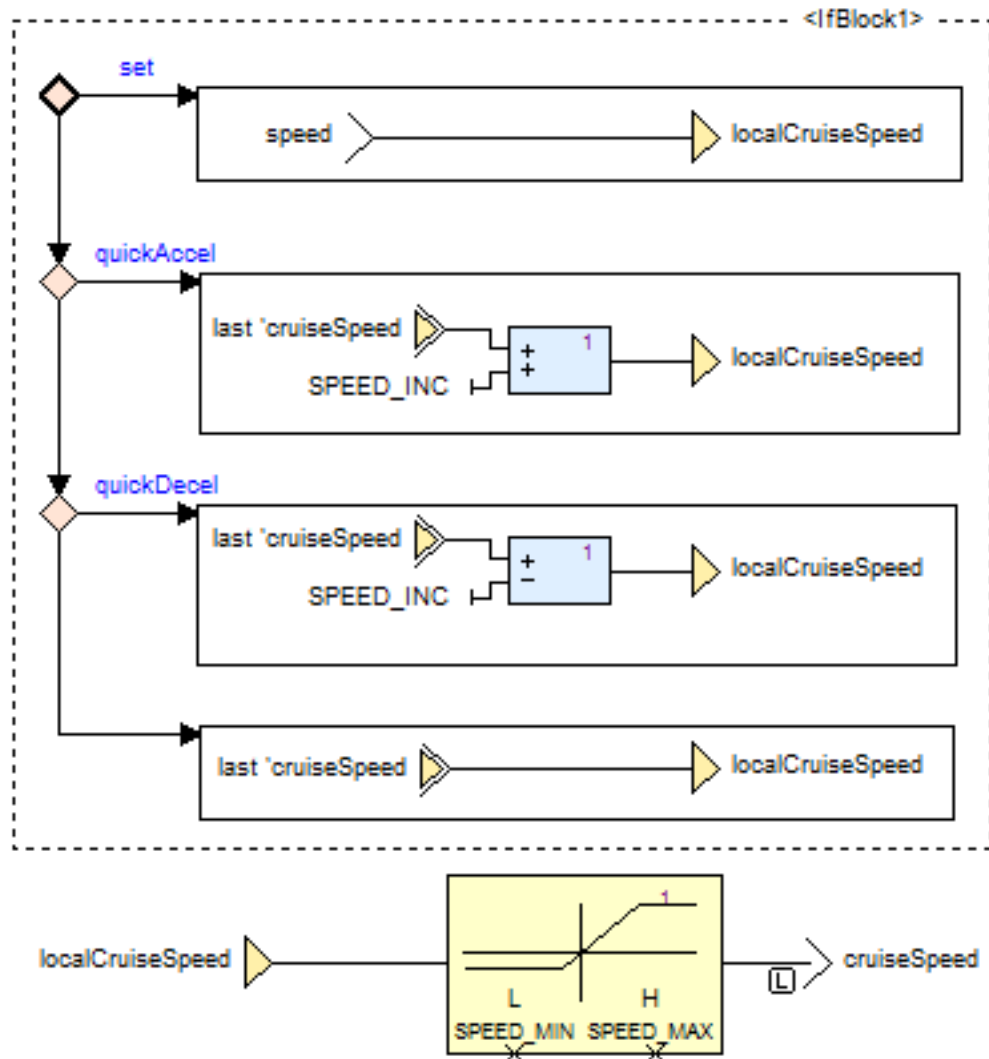 <IfBlock1>
set
speed
localCruiseSpeed
quickAccel
last 'cruiseSpeed
1
+
+
SPEED_INC
localCruiseSpeed
quickDecel
last 'cruiseSpeed
1
+
−
SPEED_INC
localCruiseSpeed
last 'cruiseSpeed
localCruiseSpeed
1
localCruiseSpeed
L
cruiseSpeed
L H
SPEED_MIN SPEED_MAX